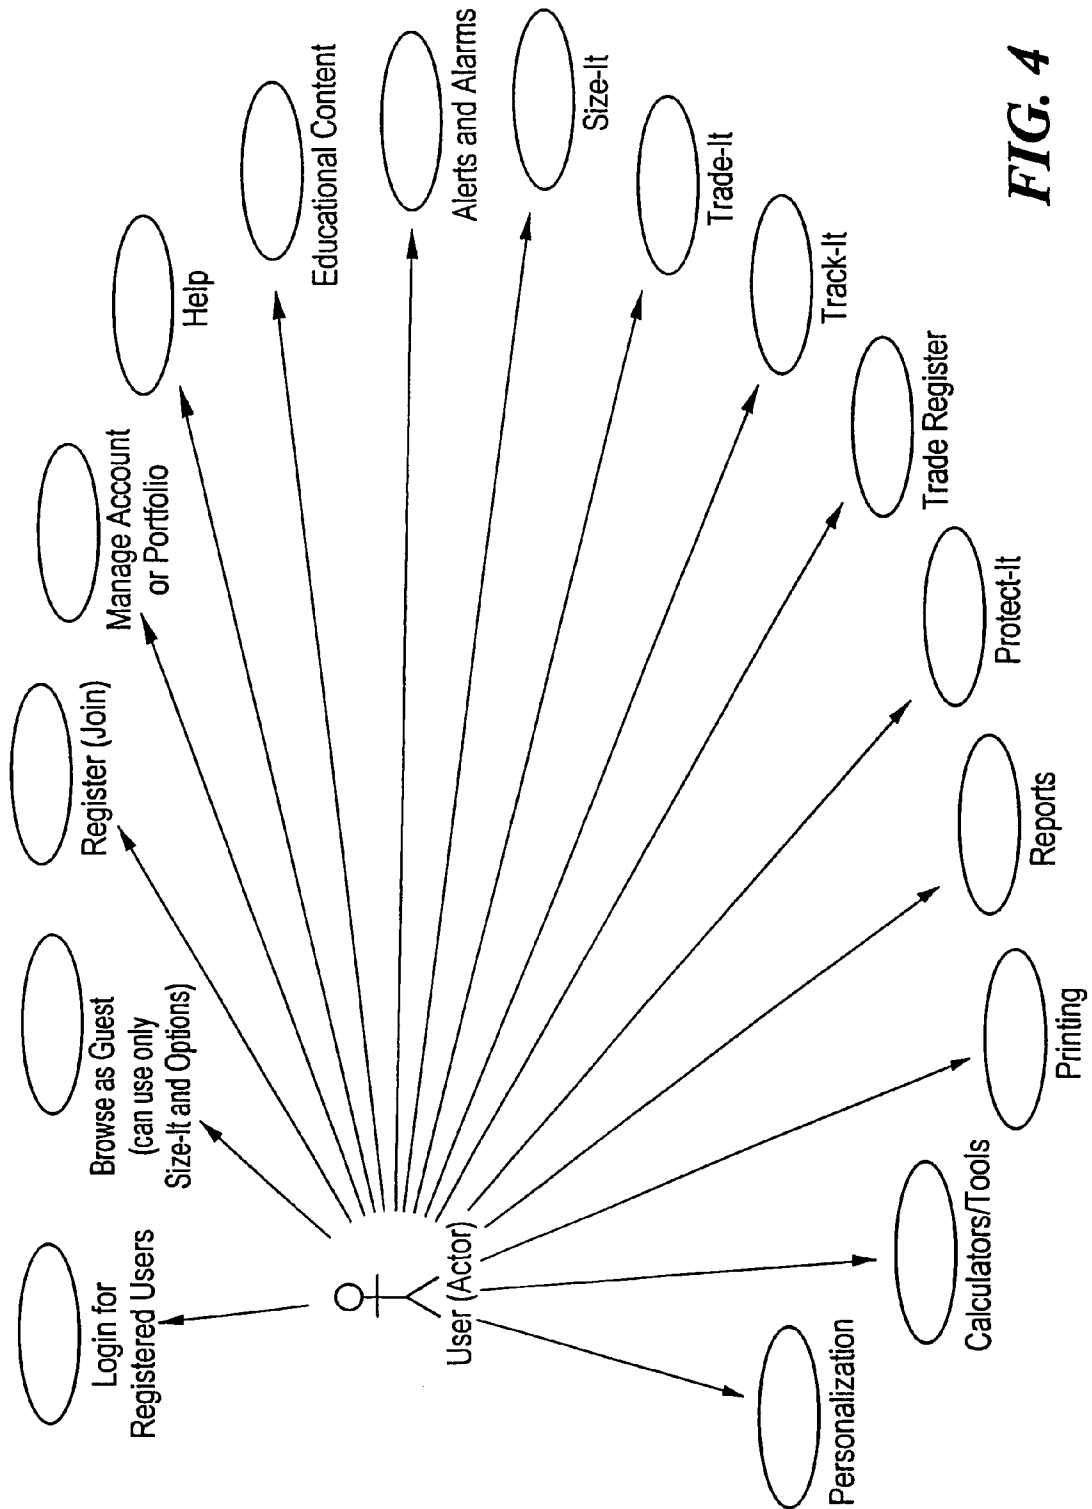 Login for
Registered Users
Browse as Guest
(can use only
Size-It and Options)
Register (Join)
Manage Account
or Portfolio
Help
Educational Content
Alerts and Alarms
Size-It
Trade-It
Track-It
Trade Register
Protect-It
Reports
Printing
Calculators/Tools
Personalization
User (Actor)
FIG. 4